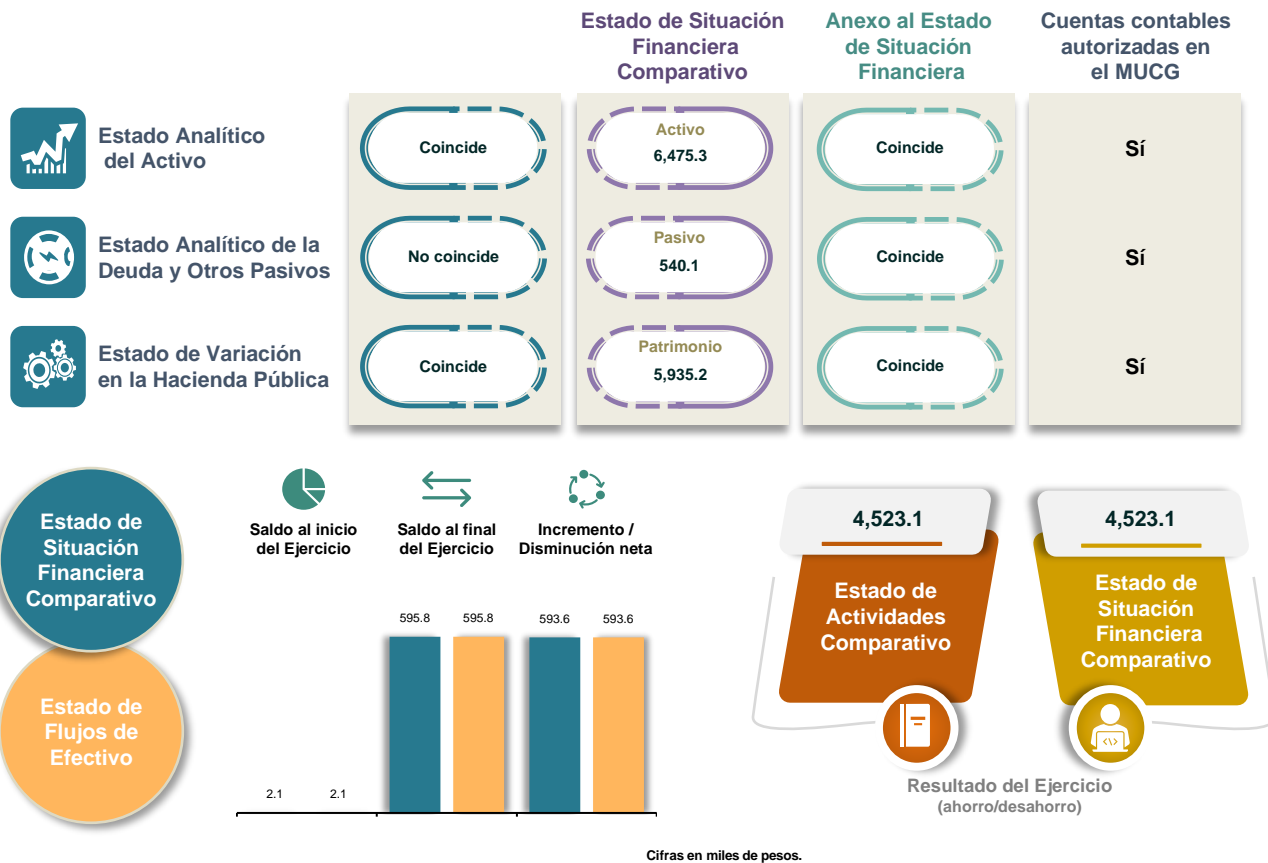 Estado de Situación
Financiera
Comparativo
Anexo al Estado
de Situación
Financiera
Cuentas contables
autorizadas en
el MUCG
Estado Analítico
del Activo
Coincide
Activo
6,475.3
Coincide
Sí
Estado Analítico de la
Deuda y Otros Pasivos
No coincide
Pasivo
540.1
Coincide
Sí
Estado de Variación
en la Hacienda Pública
Coincide
Patrimonio
5,935.2
Coincide
Sí
Estado de
Situación
Financiera
Comparativo
Estado de
Flujos de
Efectivo
Saldo al inicio
del Ejercicio
Saldo al final
del Ejercicio
Incremento /
Disminución neta
2.1
2.1
595.8
595.8
593.6
593.6
4,523.1
Estado de
Actividades
Comparativo
4,523.1
Estado de
Situación
Financiera
Comparativo
Resultado del Ejercicio
(ahorro/desahorro)
Cifras en miles de pesos.